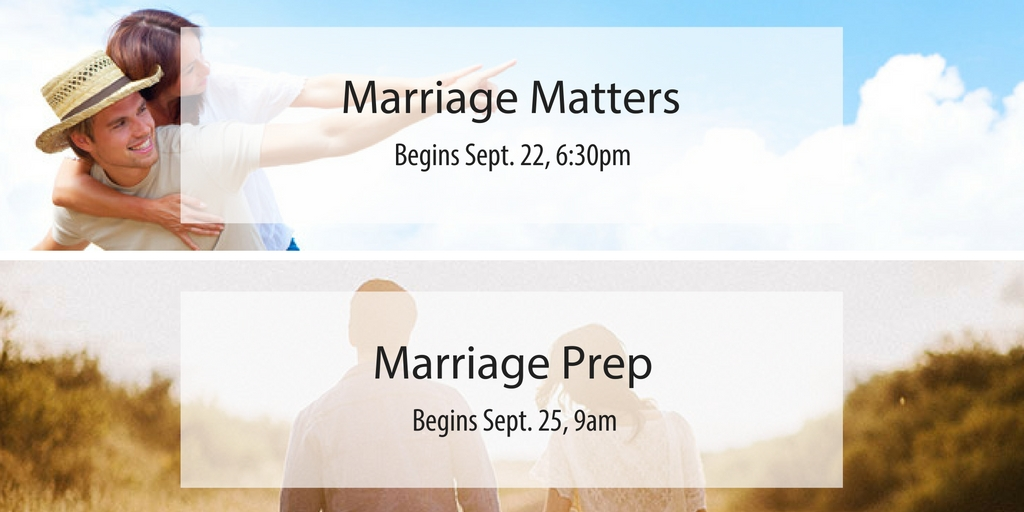 Marriage Matters
Begins Sept. 22, 6:30pm
Marriage Prep
Begins Sept. 25, 9am